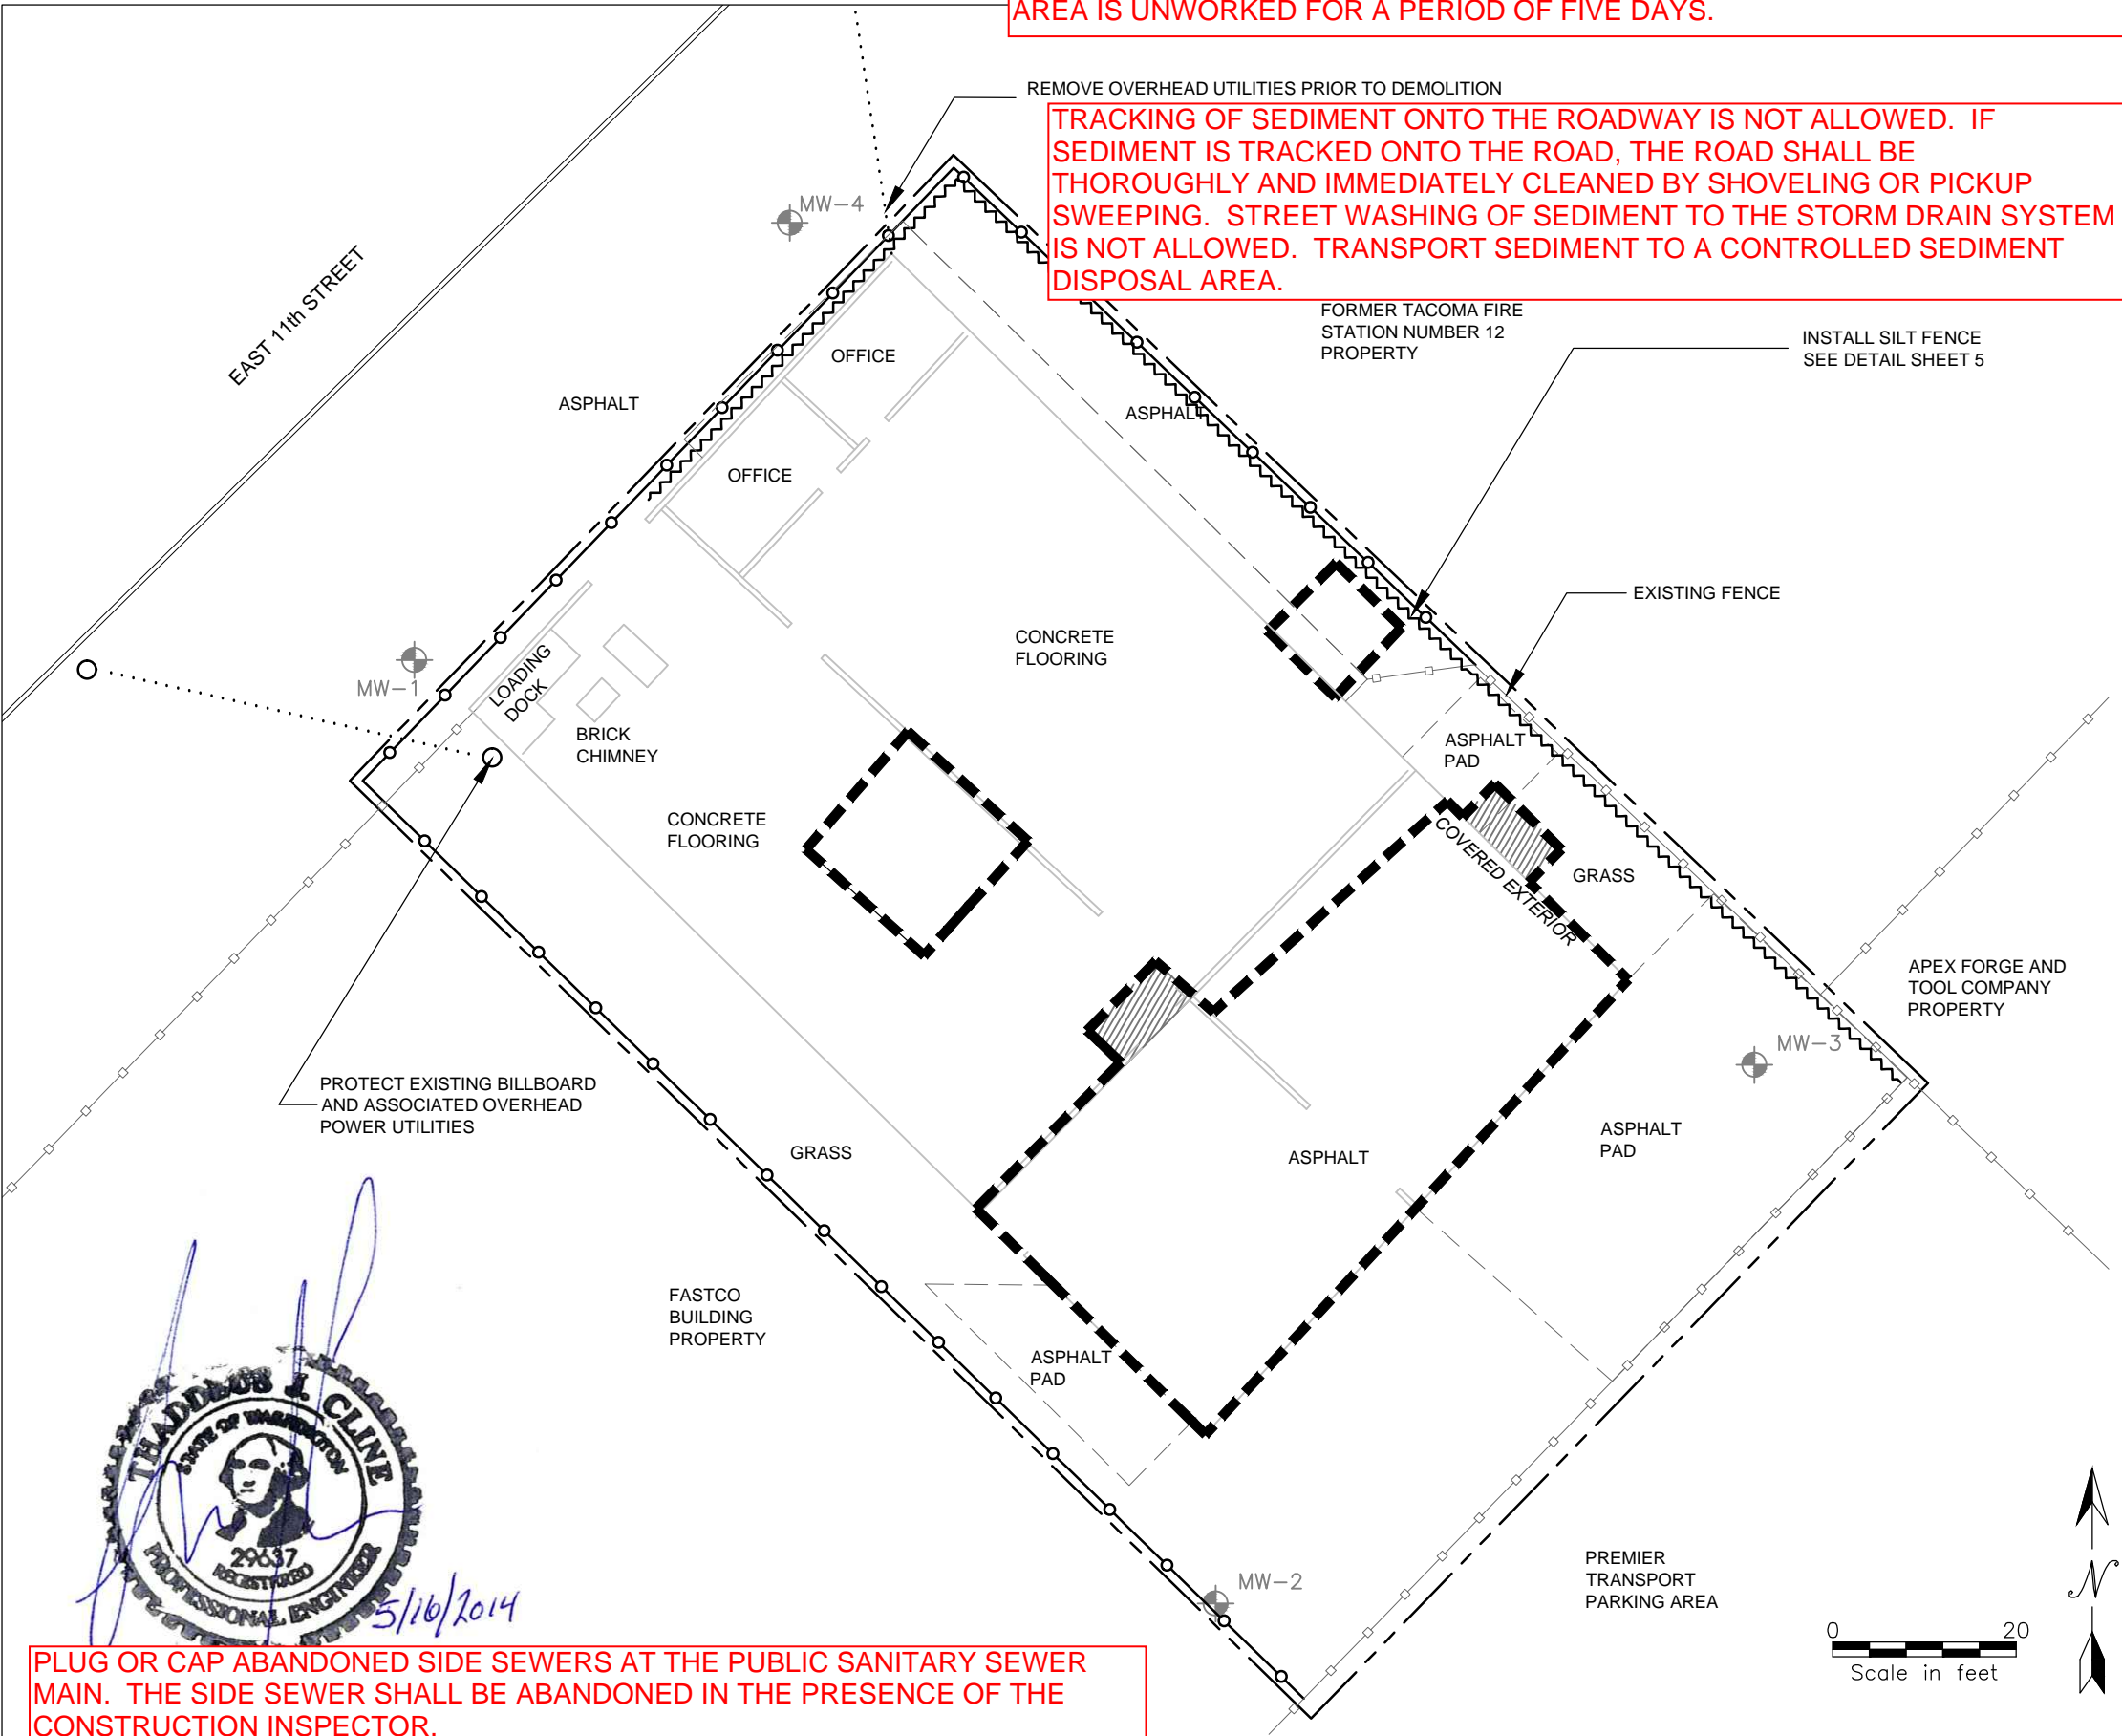 AREA IS UNWORKED FOR A PERIOD OF FIVE DAYS.
REMOVE OVERHEAD UTILITIES PRIOR TO DEMOLITION
TRACKING OF SEDIMENT ONTO THE ROADWAY IS NOT ALLOWED. IF
SEDIMENT IS TRACKED ONTO THE ROAD, THE ROAD SHALL BE
THOROUGHLY AND IMMEDIATELY CLEANED BY SHOVELING OR PICKUP
SWEEPING. STREET WASHING OF SEDIMENT TO THE STORM DRAIN SYSTEM
IS NOT ALLOWED. TRANSPORT SEDIMENT TO A CONTROLLED SEDIMENT
DISPOSAL AREA.
MW-4
EAST 11th STREET
FORMER TACOMA FIRE
STATION NUMBER 12
PROPERTY
INSTALL SILT FENCE
SEE DETAIL SHEET 5
OFFICE
ASPHALT
ASPHALT
OFFICE
EXISTING FENCE
CONCRETE
FLOORING
MW-1
LOADING
DOCK
BRICK
CHIMNEY
ASPHALT
PAD
CONCRETE
FLOORING
COVERED EXTERIOR
GRASS
APEX FORGE AND
TOOL COMPANY
PROPERTY
MW-3
PROTECT EXISTING BILLBOARD
AND ASSOCIATED OVERHEAD
POWER UTILITIES
GRASS
ASPHALT
ASPHALT
PAD
FASTCO
BUILDING
PROPERTY
ASPHALT
PAD
THADDEUS J. CLINE
STATE OF WASHINGTON
29637
REGISTERED
PROFESSIONAL ENGINEER
5/16/2014
MW-2
PREMIER
TRANSPORT
PARKING AREA
N
0 20
Scale in feet
PLUG OR CAP ABANDONED SIDE SEWERS AT THE PUBLIC SANITARY SEWER
MAIN. THE SIDE SEWER SHALL BE ABANDONED IN THE PRESENCE OF THE
CONSTRUCTION INSPECTOR.